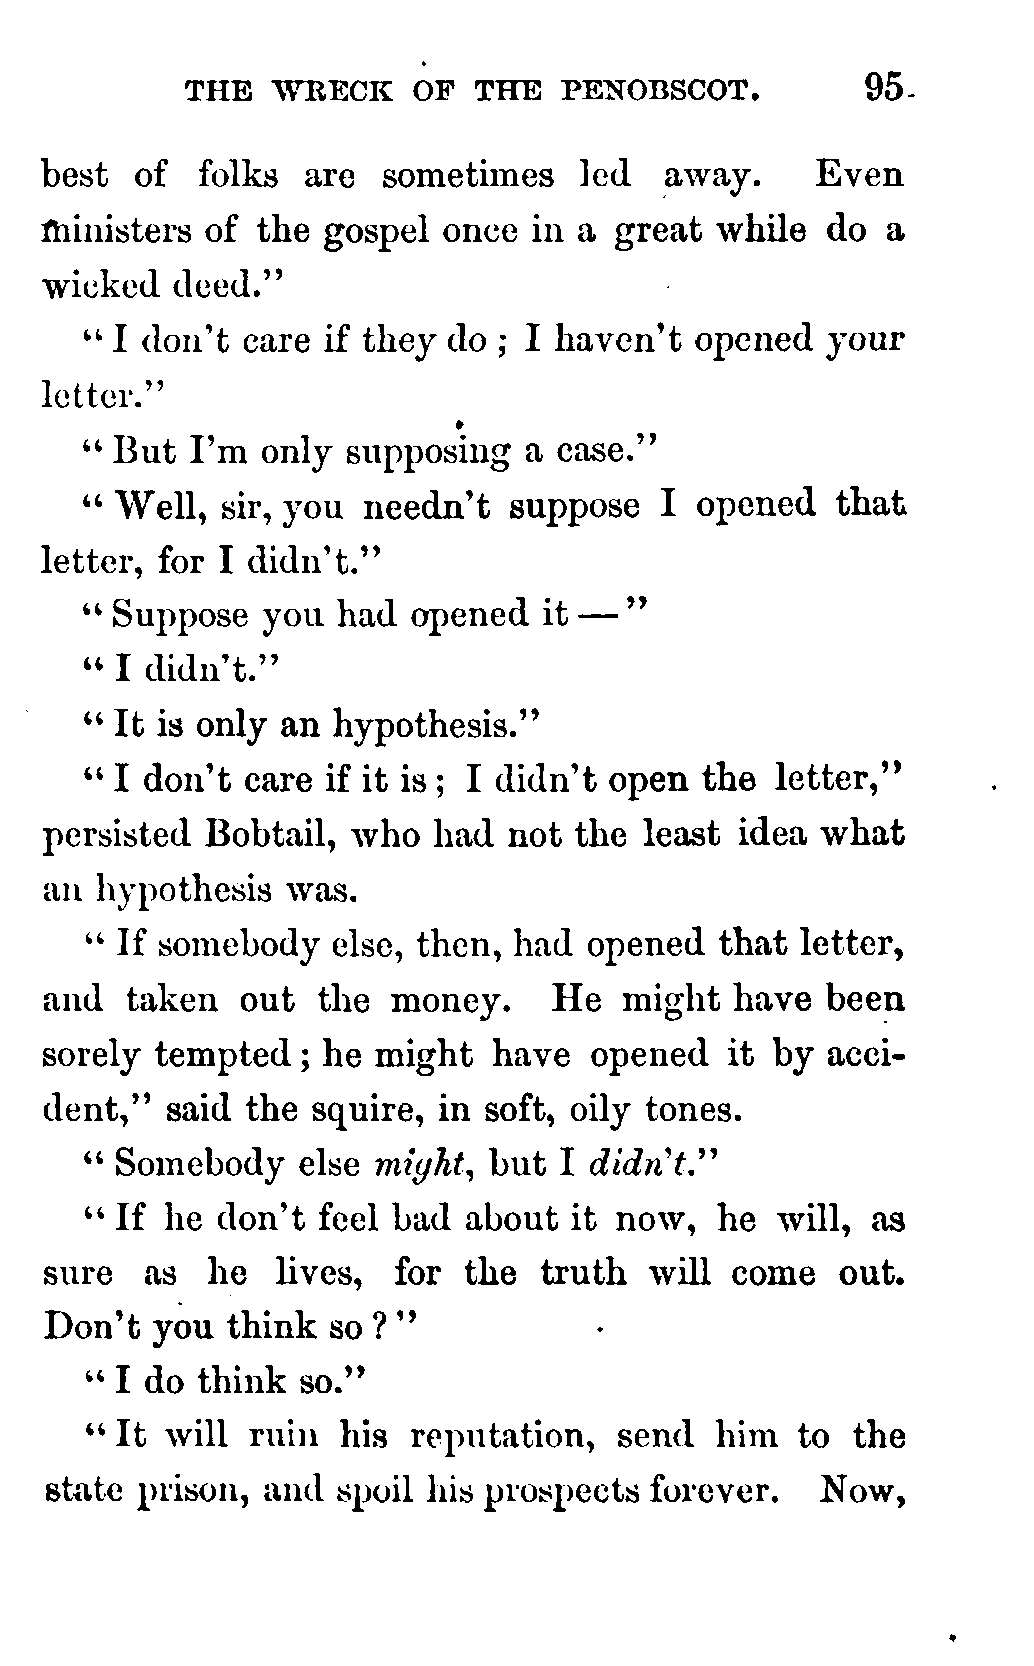 THE WRECK OF THE PENOBSCOT. 95
best of folks are sometimes led away. Even
ministers of the gospel once in a great while do a
wicked deed."
"I don't care if they do; I haven't opened your
letter."
"But I'm only supposing a case."
"Well, sir, you needn't suppose I opened that
letter, for I didn't."
"Suppose you had opened it—"
"I didn't."
"It is only an hypothesis."
"I don't care if it is; I didn't open the letter,"
persisted Bobtail, who had not the least idea what
an hypothesis was.
"If somebody else, then, had opened that letter,
and taken out the money. He might have been
sorely tempted; he might have opened it by acci-
dent," said the squire, in soft, oily tones.
"Somebody else might, but I didn't."
"If he don't feel bad about it now, he will, as
sure as he lives, for the truth will come out.
Don't you think so?"
"I do think so."
"It will ruin his reputation, send him to the
state prison, and spoil his prospects forever. Now,